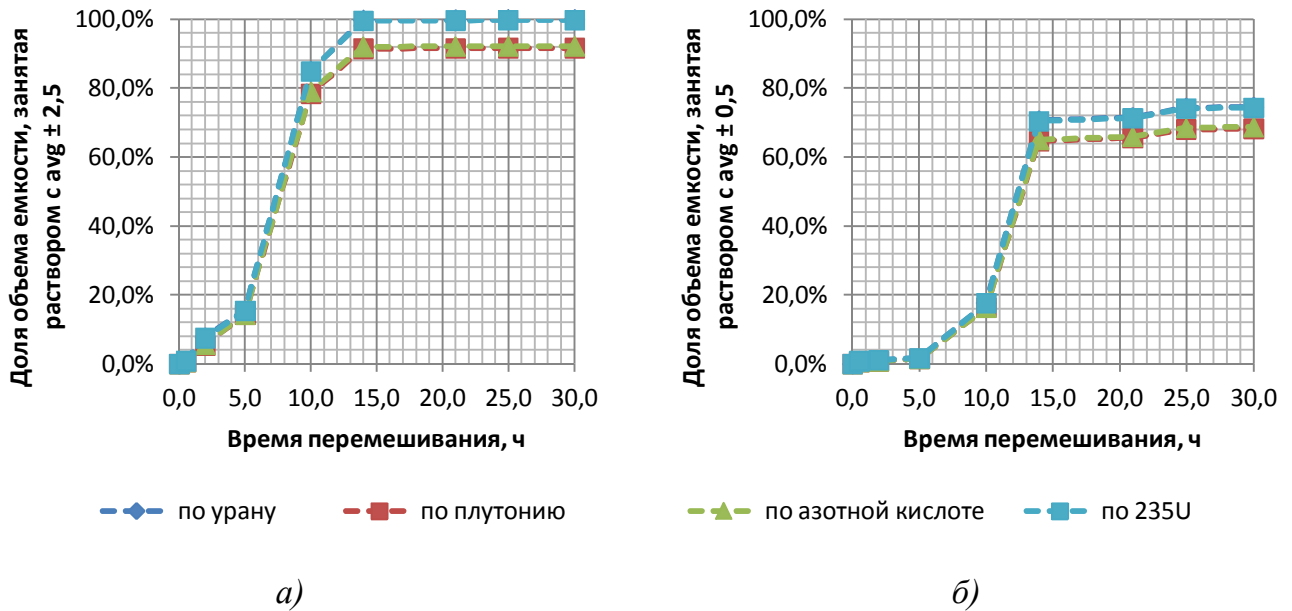 Доля объема емкости, занятая
раствором с avg ± 2,5
100,0%
80,0%
60,0%
40,0%
20,0%
0,0%
0,0 5,0 10,0 15,0 20,0 25,0 30,0
Время перемешивания, ч
Доля объема емкости, занятая
раствором с avg ± 0,5
100,0%
80,0%
60,0%
40,0%
20,0%
0,0%
0,0 5,0 10,0 15,0 20,0 25,0 30,0
Время перемешивания, ч
по урану по плутонию по азотной кислоте по 235U
а) б)